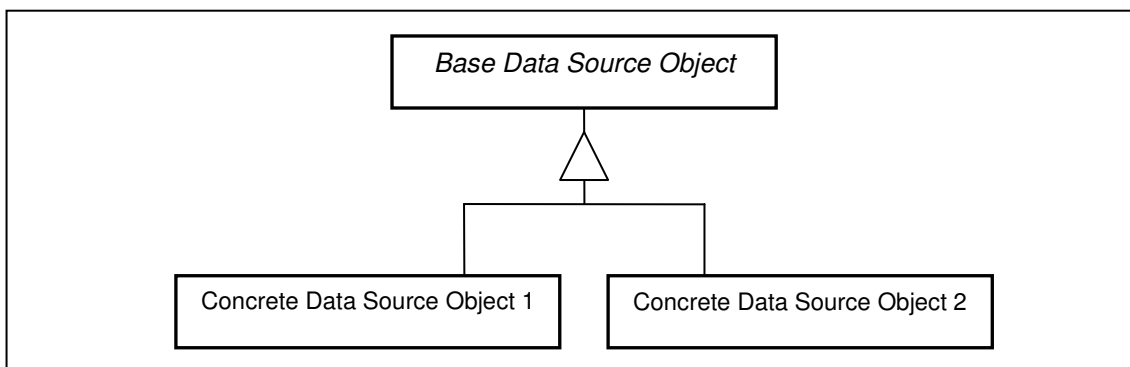 Base Data Source Object
Concrete Data Source Object 1
Concrete Data Source Object 2